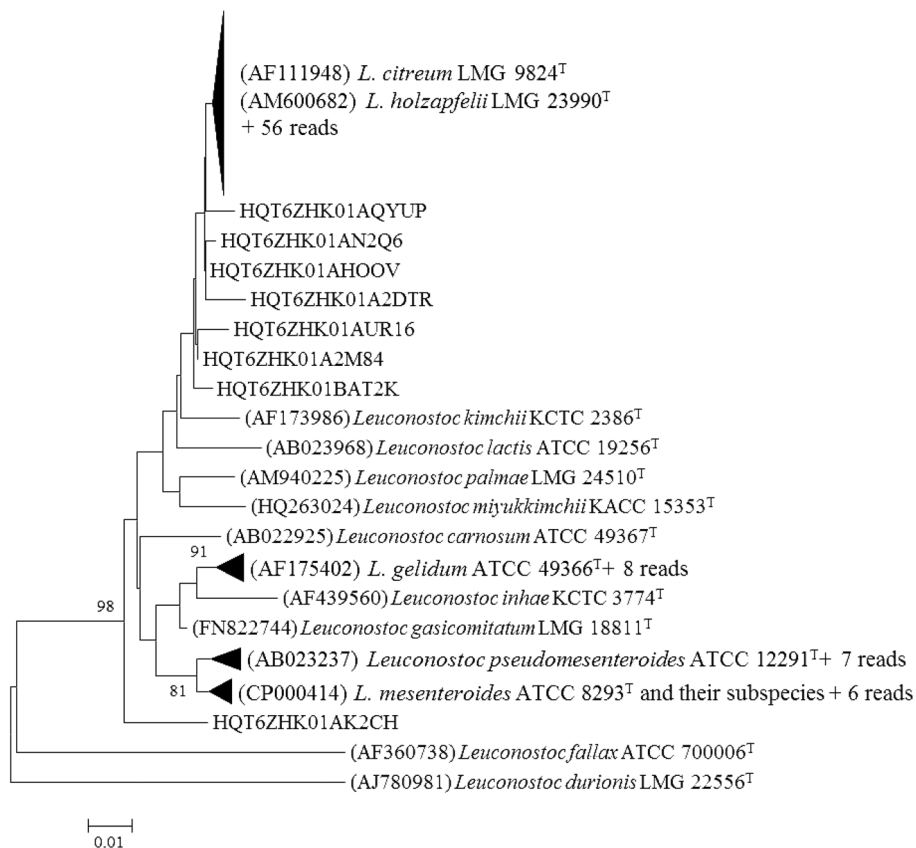 (AF111948) L. citreum LMG 9824ᵀ
(AM600682) L. holzapfelii LMG 23990ᵀ
+ 56 reads
HQT6ZHK01AQYUP
HQT6ZHK01AN2Q6
HQT6ZHK01AHOOV
HQT6ZHK01A2DTR
HQT6ZHK01AUR16
HQT6ZHK01A2M84
HQT6ZHK01BAT2K
(AF173986) Leuconostoc kimchii KCTC 2386ᵀ
(AB023968) Leuconostoc lactis ATCC 19256ᵀ
(AM940225) Leuconostoc palmae LMG 24510ᵀ
(HQ263024) Leuconostoc miyukkimchii KACC 15353ᵀ
(AB022925) Leuconostoc carnosum ATCC 49367ᵀ
91
(AF175402) L. gelidum ATCC 49366ᵀ+ 8 reads
(AF439560) Leuconostoc inhae KCTC 3774ᵀ
98
(FN822744) Leuconostoc gasicomitatum LMG 18811ᵀ
(AB023237) Leuconostoc pseudomesenteroides ATCC 12291ᵀ+ 7 reads
81
(CP000414) L. mesenteroides ATCC 8293ᵀ and their subspecies + 6 reads
HQT6ZHK01AK2CH
(AF360738) Leuconostoc fallax ATCC 700006ᵀ
(AJ780981) Leuconostoc durionis LMG 22556ᵀ
0.01